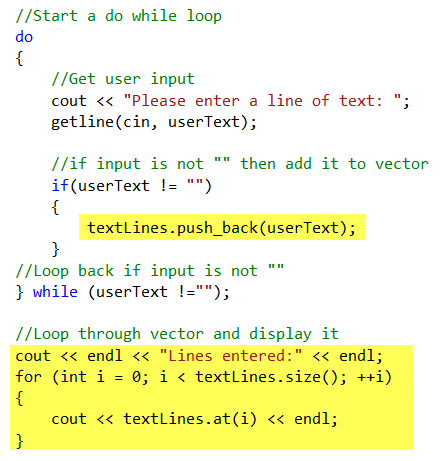 //Start a do while loop
do
{
    //Get user input
    cout << "Please enter a line of text: ";
    getline(cin, userText);

    //if input is not "" then add it to vector
    if(userText != "")
    {
        textLines.push_back(userText);
    }
//Loop back if input is not ""
} while (userText !="");

//Loop through vector and display it
cout << endl << "Lines entered:" << endl;
for (int i = 0; i < textLines.size(); ++i)
{
    cout << textLines.at(i) << endl;
}